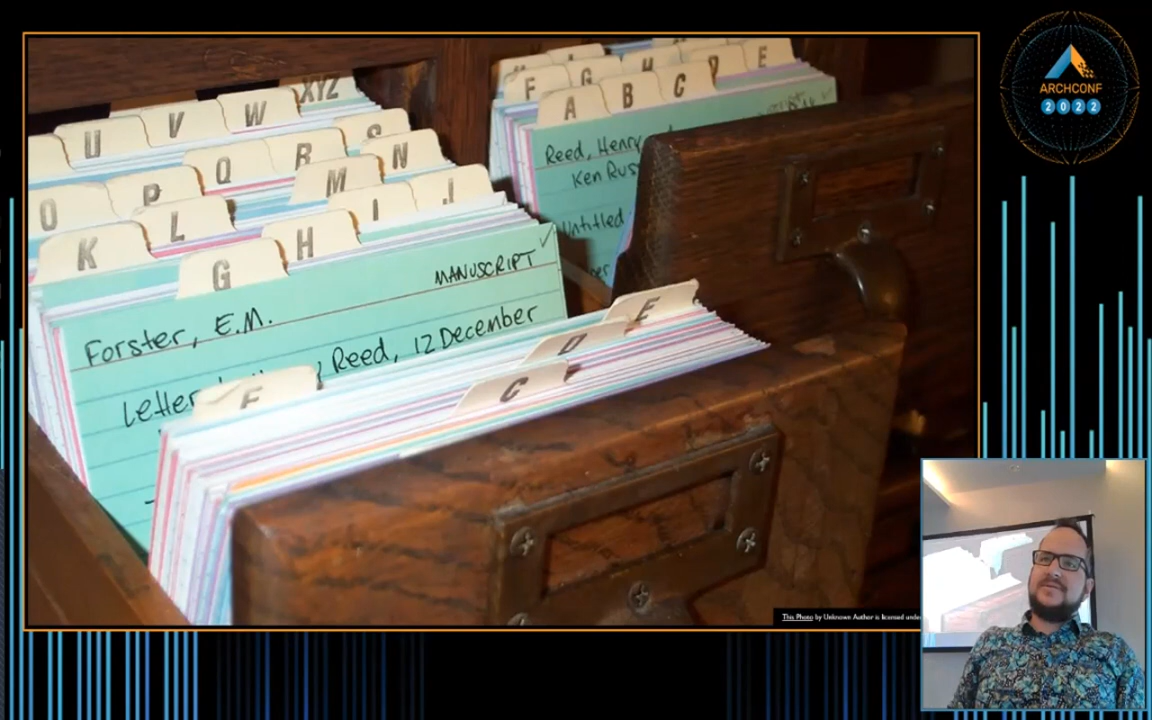 ARCHCONF
2022
XYZ
U
V
W
S
Q
R
N
O
P
M
K
L
I
J
G
H
F
G
H
D
E
A
B
C
Reed, Henry
Ken Rus
Untitled
MANUSCRIPT
Forster, E.M.
Reed, 12 December
Letter
F
C
D
E
This Photo by Unknown Author is licensed under